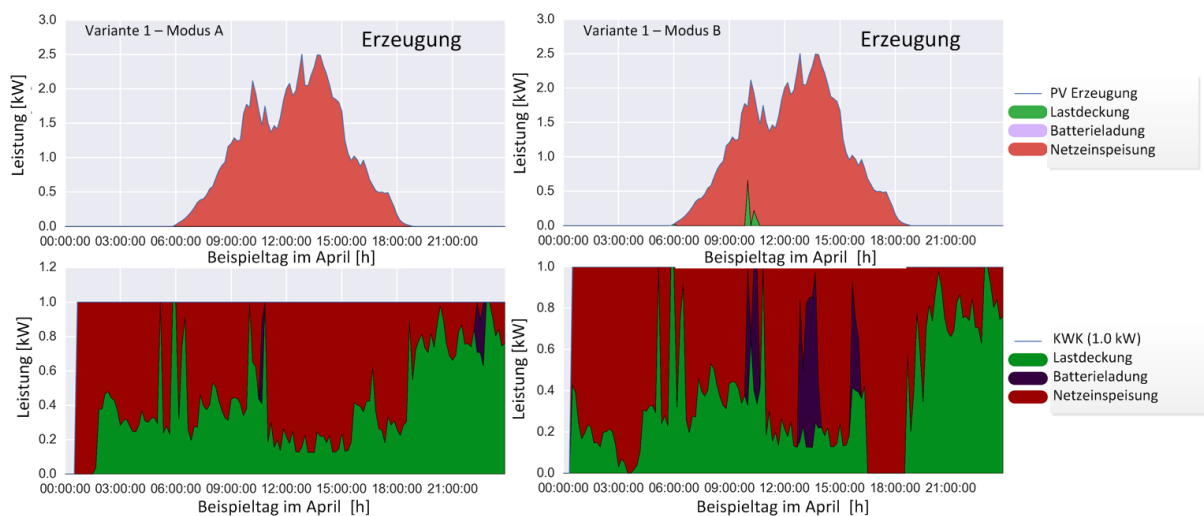 Variante 1 – Modus A
Erzeugung
Leistung [kW]
3.0
2.5
2.0
1.5
1.0
0.5
0.0
00:00:00 03:00:00 06:00:00 09:00:00 12:00:00 15:00:00 18:00:00 21:00:00
Beispieltag im April [h]
Variante 1 – Modus B
Erzeugung
Leistung [kW]
3.0
2.5
2.0
1.5
1.0
0.5
0.0
00:00:00 03:00:00 06:00:00 09:00:00 12:00:00 15:00:00 18:00:00 21:00:00
Beispieltag im April [h]
PV Erzeugung
Lastdeckung
Batterieladung
Netzeinspeisung
Leistung [kW]
1.2
1.0
0.8
0.6
0.4
0.2
0.0
00:00:00 03:00:00 06:00:00 09:00:00 12:00:00 15:00:00 18:00:00 21:00:00
Beispieltag im April [h]
Leistung [kW]
1.0
0.8
0.6
0.4
0.2
0.0
00:00:00 03:00:00 06:00:00 09:00:00 12:00:00 15:00:00 18:00:00 21:00:00
Beispieltag im April [h]
KWK (1.0 kW)
Lastdeckung
Batterieladung
Netzeinspeisung